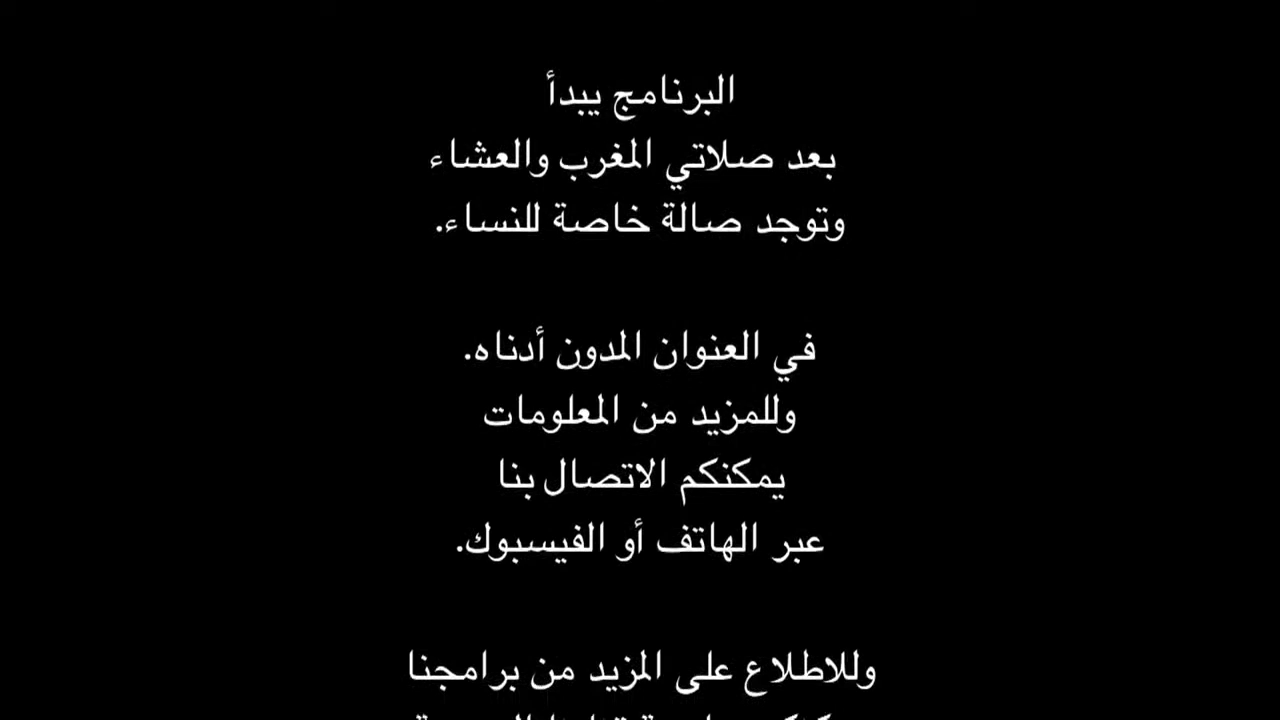 البرنامج يبدأ
بعد صلاتي المغرب والعشاء
وتوجد صالة خاصة للنساء.
في العنوان المدون أدناه.
وللمزيد من المعلومات
يمكنكم الاتصال بنا
عبر الهاتف أو الفيسبوك.
وللاطلاع على المزيد من برامجنا